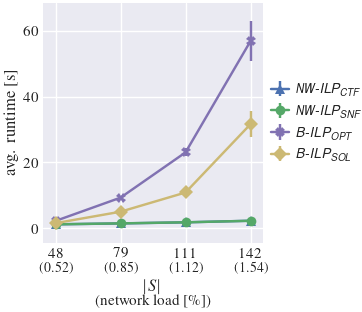 60
40
20
0
avg. runtime [s]
48 79 111 142
(0.52) (0.85) (1.12) (1.54)
|S|
(network load [%])
NW-ILP_CTF
NW-ILP_SNF
B-ILP_OPT
B-ILP_SOL